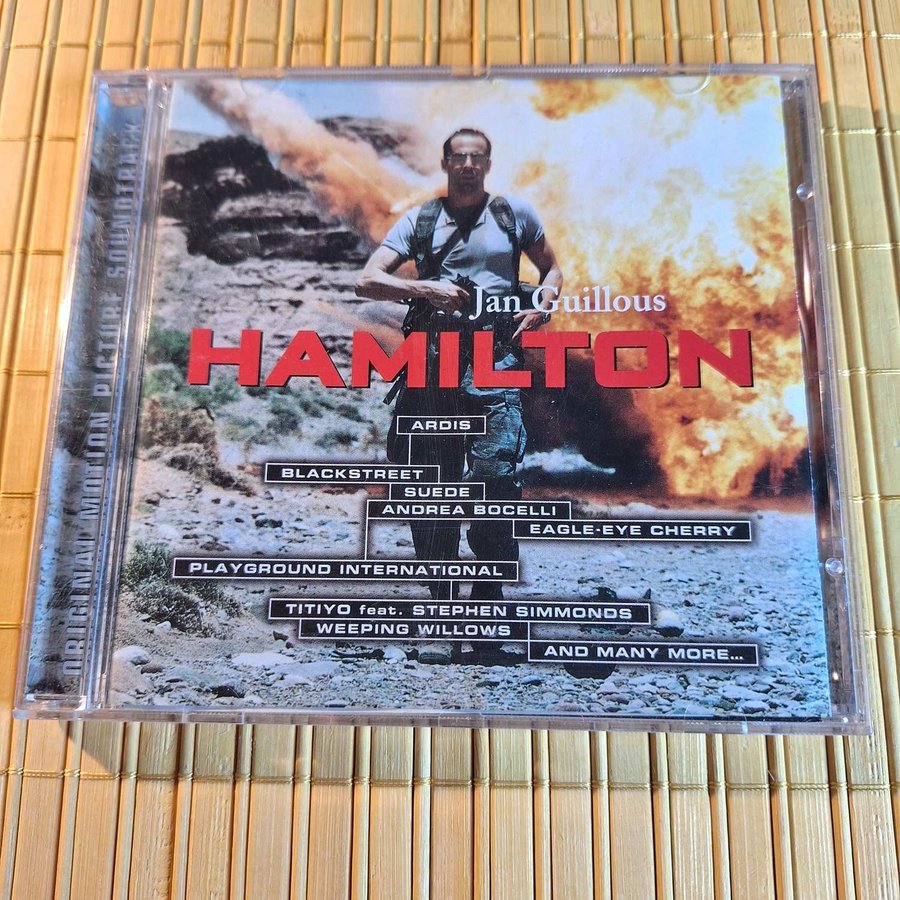 ORIGINAL MOTION PICTURE SOUNDTRACK
Jan Guillous
HAMILTON
ARDIS
BLACKSTREET
SUEDE
ANDREA BOCELLI
EAGLE-EYE CHERRY
PLAYGROUND INTERNATIONAL
TITIYO feat. STEPHEN SIMMONDS
WEEPING WILLOWS
AND MANY MORE...